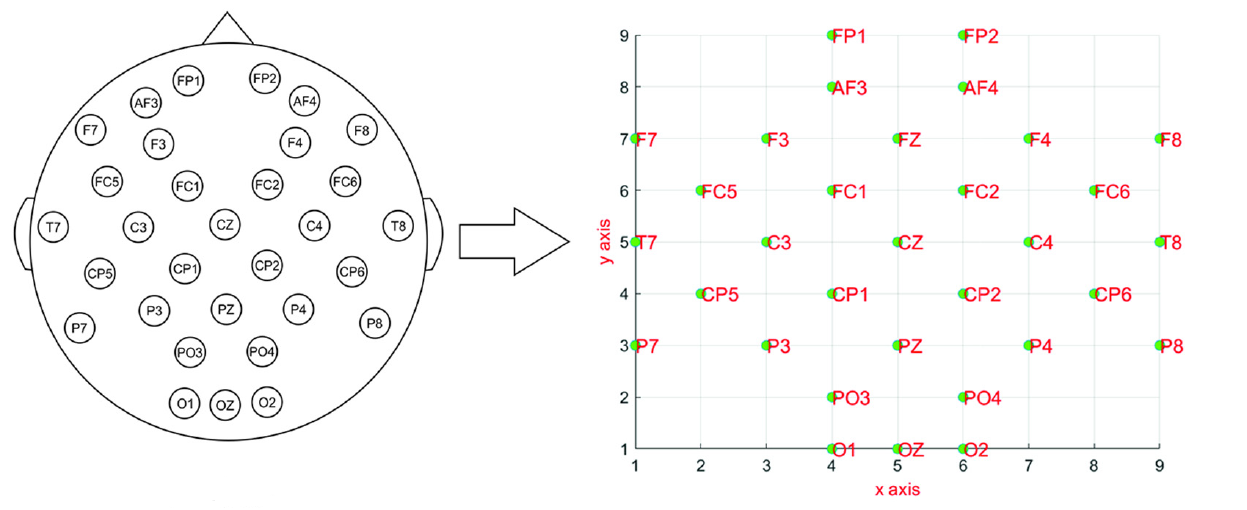 FP1 FP2
AF3 AF4
F7 F8
F3 F4
FC5 FC1 FC2 FC6
T7 C3 CZ C4 T8
CP5 CP1 CP2 CP6
P3 PZ P4
P7 P8
PO3 PO4
O1 OZ O2
9 FP1 FP2
8 AF3 AF4
7 F7 F3 FZ F4 F8
6 FC5 FC1 FC2 FC6
5 T7 C3 CZ C4 T8
4 CP5 CP1 CP2 CP6
3 P7 P3 PZ P4 P8
2 PO3 PO4
1 O1 OZ O2
1 2 3 4 5 6 7 8 9
x axis
y axis